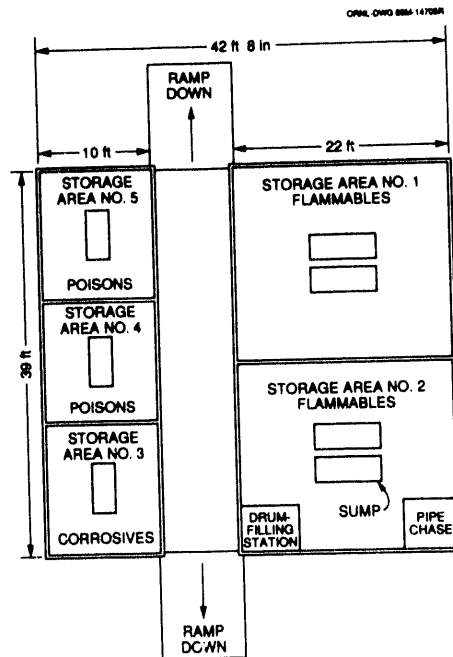 ORNL-DWG 88M-14708R
42 ft 8 in
RAMP
DOWN
10 ft
22 ft
STORAGE
AREA NO. 5
POISONS
STORAGE AREA NO. 1
FLAMMABLES
39 ft
STORAGE
AREA NO. 4
POISONS
STORAGE AREA NO. 2
FLAMMABLES
STORAGE
AREA NO. 3
CORROSIVES
SUMP
DRUM-
FILLING
STATION
PIPE
CHASE
RAMP
DOWN